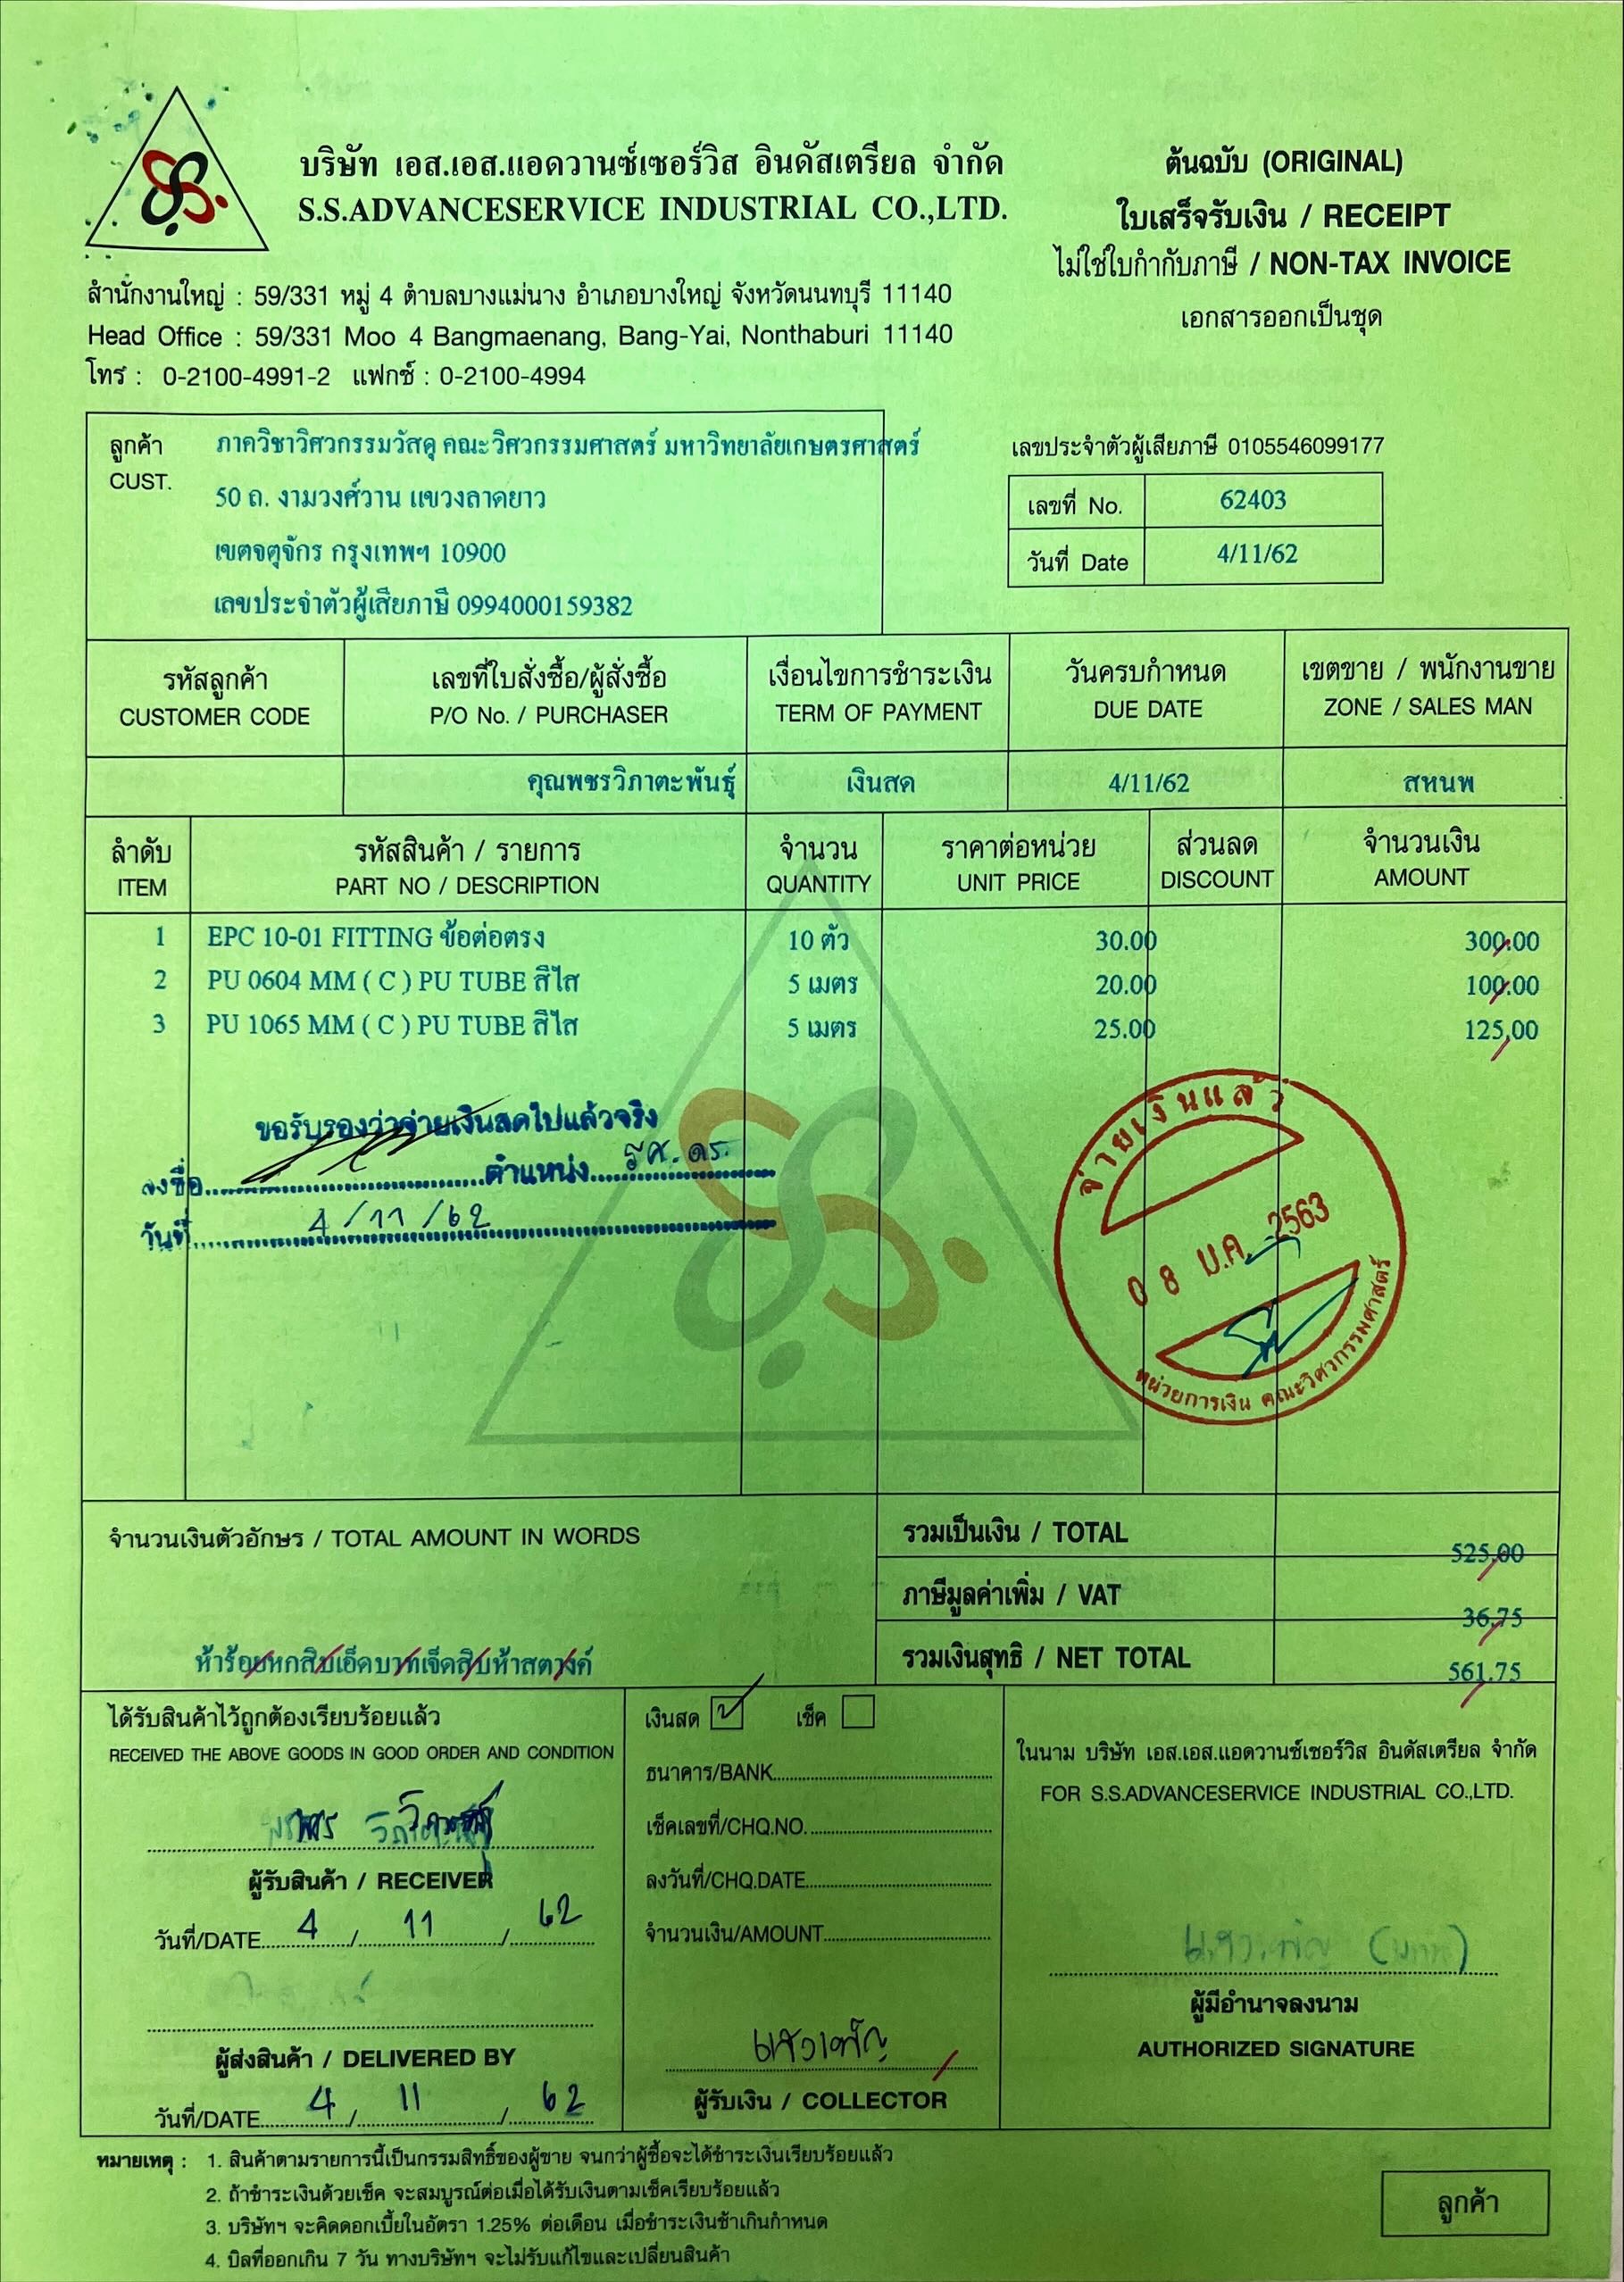 บริษัท เอส.เอส.แอดวานซ์เซอร์วิส อินดัสเตรียล จำกัด
S.S.ADVANCESERVICE INDUSTRIAL CO.,LTD.
ต้นฉบับ (ORIGINAL)
ใบเสร็จรับเงิน / RECEIPT
ไม่ใช่ใบกำกับภาษี / NON-TAX INVOICE
เอกสารออกเป็นชุด
สำนักงานใหญ่ : 59/331 หมู่ 4 ตำบลบางแม่นาง อำเภอบางใหญ่ จังหวัดนนทบุรี 11140
Head Office : 59/331 Moo 4 Bangmaenang, Bang-Yai, Nonthaburi 11140
โทร : 0-2100-4991-2 แฟกซ์ : 0-2100-4994
ลูกค้า ภาควิชาวิศวกรรมวัสดุ คณะวิศวกรรมศาสตร์ มหาวิทยาลัยเกษตรศาสตร์
CUST.
50 ถ. งามวงศ์วาน แขวงลาดยาว
เขตจตุจักร กรุงเทพฯ 10900
เลขประจำตัวผู้เสียภาษี 0994000159382
เลขประจำตัวผู้เสียภาษี 0105546099177
เลขที่ No. 62403
วันที่ Date 4/11/62
รหัสลูกค้า เลขที่ใบสั่งซื้อ/ผู้สั่งซื้อ เงื่อนไขการชำระเงิน วันครบกำหนด เขตขาย / พนักงานขาย
CUSTOMER CODE P/O No. / PURCHASER TERM OF PAYMENT DUE DATE ZONE / SALES MAN
คุณพชรวิภาตะพันธุ์ เงินสด 4/11/62 สหนพ
ลำดับ รหัสสินค้า / รายการ จำนวน ราคาต่อหน่วย ส่วนลด จำนวนเงิน
ITEM PART NO / DESCRIPTION QUANTITY UNIT PRICE DISCOUNT AMOUNT
1 EPC 10-01 FITTING ข้อต่อตรง 10 ตัว 30.00 300.00
2 PU 0604 MM ( C ) PU TUBE สีใส 5 เมตร 20.00 100.00
3 PU 1065 MM ( C ) PU TUBE สีใส 5 เมตร 25.00 125.00
ขอรับรองว่าจ่ายเงินสดไปแล้วจริง
ลงชื่อ ตำแหน่ง รศ. ดร.
วันที่ 4/11/62
จ่ายเงินแล้ว
08 ม.ค. 2563
หน่วยการเงิน คณะวิศวกรรมศาสตร์
จำนวนเงินตัวอักษร / TOTAL AMOUNT IN WORDS
ห้าร้อยหกสิบเอ็ดบาทเจ็ดสิบห้าสตางค์
รวมเป็นเงิน / TOTAL 525.00
ภาษีมูลค่าเพิ่ม / VAT 36.75
รวมเงินสุทธิ / NET TOTAL 561.75
ได้รับสินค้าไว้ถูกต้องเรียบร้อยแล้ว
RECEIVED THE ABOVE GOODS IN GOOD ORDER AND CONDITION
ผู้รับสินค้า / RECEIVER
วันที่/DATE 4 / 11 / 62
ผู้ส่งสินค้า / DELIVERED BY
วันที่/DATE 4 / 11 / 62
เงินสด เช็ค
ธนาคาร/BANK
เช็คเลขที่/CHQ.NO.
ลงวันที่/CHQ.DATE
จำนวนเงิน/AMOUNT
ผู้รับเงิน / COLLECTOR
ในนาม บริษัท เอส.เอส.แอดวานซ์เซอร์วิส อินดัสเตรียล จำกัด
FOR S.S.ADVANCESERVICE INDUSTRIAL CO.,LTD.
ผู้มีอำนาจลงนาม
AUTHORIZED SIGNATURE
หมายเหตุ : 1. สินค้าตามรายการนี้เป็นกรรมสิทธิ์ของผู้ขาย จนกว่าผู้ซื้อจะได้ชำระเงินเรียบร้อยแล้ว
2. ถ้าชำระเงินด้วยเช็ค จะสมบูรณ์ต่อเมื่อได้รับเงินตามเช็คเรียบร้อยแล้ว
3. บริษัทฯ จะคิดดอกเบี้ยในอัตรา 1.25% ต่อเดือน เมื่อชำระเงินช้าเกินกำหนด
4. บิลที่ออกเกิน 7 วัน ทางบริษัทฯ จะไม่รับแก้ไขและเปลี่ยนสินค้า
ลูกค้า